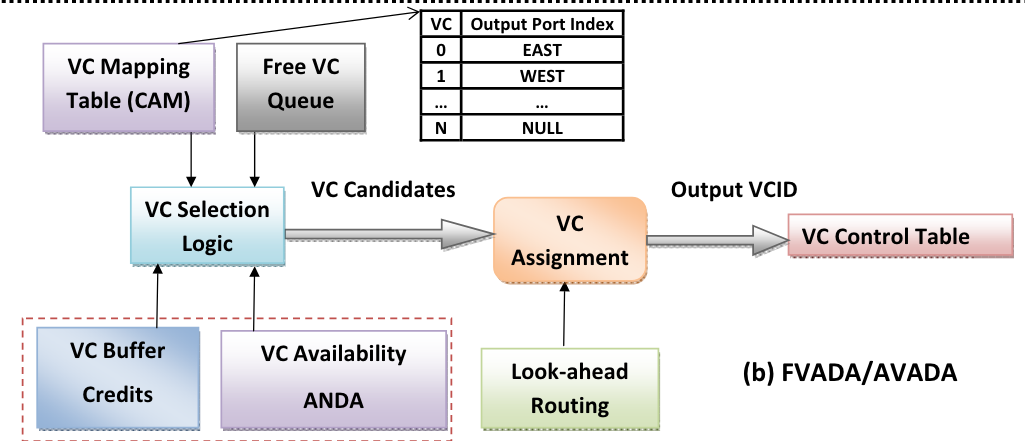 VC Output Port Index
0 EAST
1 WEST
... ...
N NULL
VC Mapping
Table (CAM)
Free VC
Queue
VC Candidates
Output VCID
VC Selection
Logic
VC
Assignment
VC Control Table
VC Buffer
Credits
VC Availability
ANDA
Look-ahead
Routing
(b) FVADA/AVADA